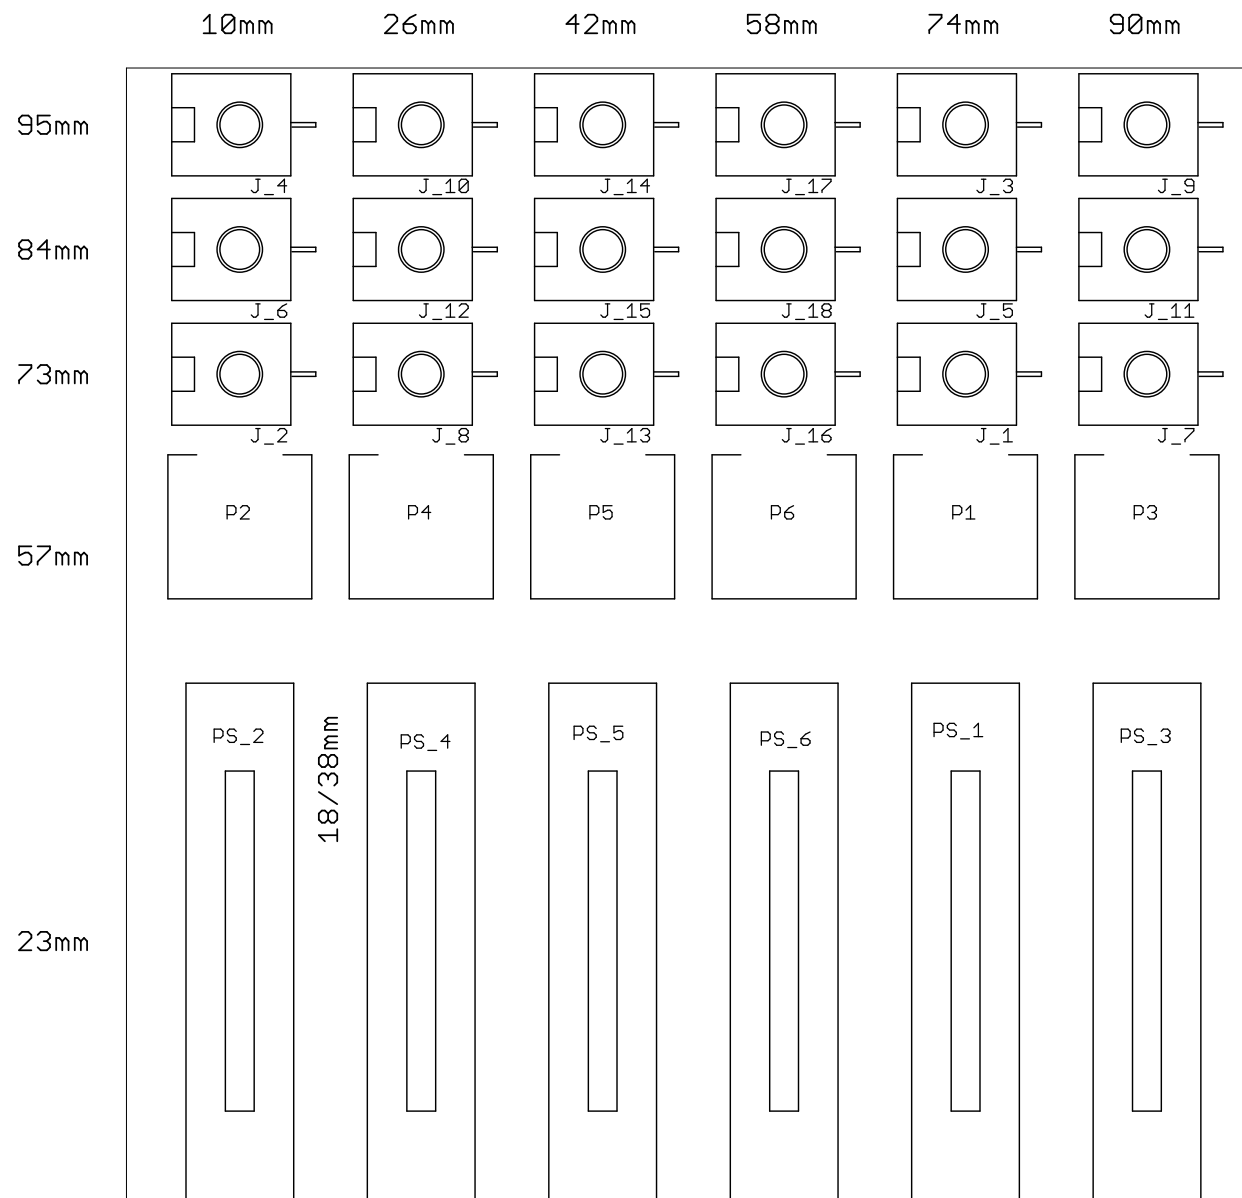 10mm 26mm 42mm 58mm 74mm 90mm
95mm
J_4 J_10 J_14 J_17 J_3 J_9
84mm
J_6 J_12 J_15 J_18 J_5 J_11
73mm
J_2 J_8 J_13 J_16 J_1 J_7
P2 P4 P5 P6 P1 P3
57mm
PS_2 PS_4 PS_5 PS_6 PS_1 PS_3
18/38mm
23mm